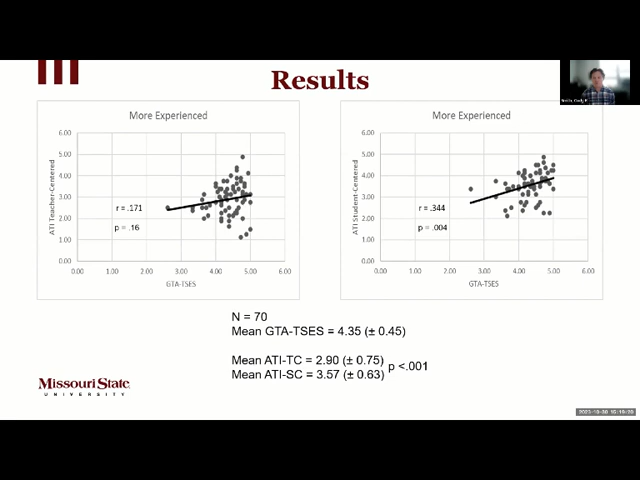 Results
More Experienced
6.00
5.00
4.00
3.00
2.00
1.00
0.00
ATI Teacher-Centered
r = .171
p = .16
0.00 1.00 2.00 3.00 4.00 5.00 6.00
GTA-TSES
More Experienced
6.00
5.00
4.00
3.00
2.00
1.00
0.00
ATI Student-Centered
r = .344
p = .004
0.00 1.00 2.00 3.00 4.00 5.00 6.00
GTA-TSES
N = 70
Mean GTA-TSES = 4.35 (± 0.45)
Mean ATI-TC = 2.90 (± 0.75)
Mean ATI-SC = 3.57 (± 0.63)
p <.001
Missouri State
UNIVERSITY